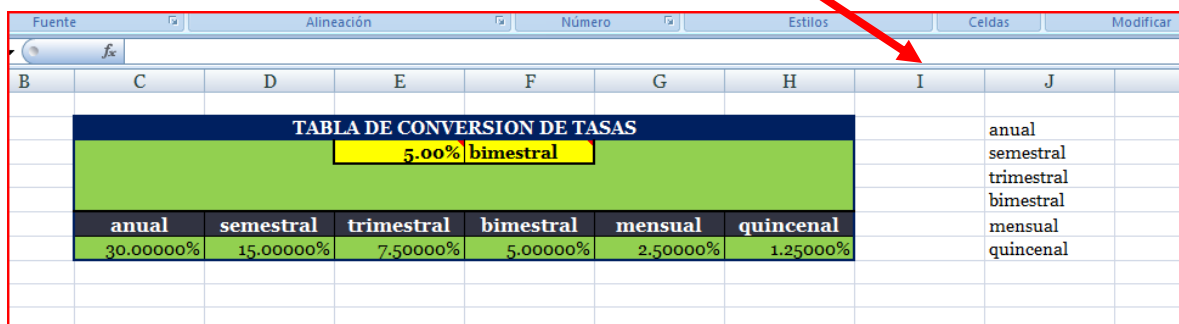 Fuente Alineación Número Estilos Celdas Modificar
fx
B C D E F G H I J
TABLA DE CONVERSION DE TASAS anual
5.00% bimestral semestral
trimestral
bimestral
anual semestral trimestral bimestral mensual quincenal mensual
30.00000% 15.00000% 7.50000% 5.00000% 2.50000% 1.25000% quincenal